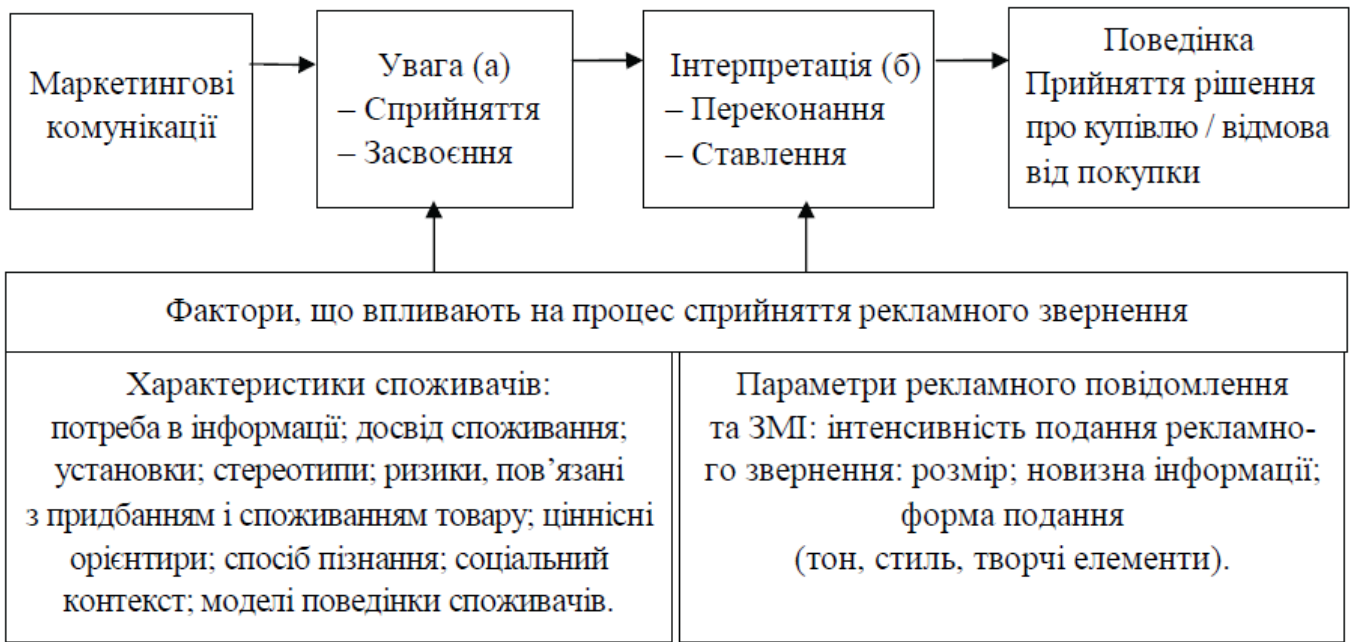 Маркетингові
комунікації
Увага (а)
– Сприйняття
– Засвоєння
Інтерпретація (б)
– Переконання
– Ставлення
Поведінка
Прийняття рішення
про купівлю / відмова
від покупки
Фактори, що впливають на процес сприйняття рекламного звернення
Характеристики споживачів:
потреба в інформації; досвід споживання;
установки; стереотипи; ризики, пов’язані
з придбанням і споживанням товару; ціннісні
орієнтири; спосіб пізнання; соціальний
контекст; моделі поведінки споживачів.
Параметри рекламного повідомлення
та ЗМІ: інтенсивність подання рекламно-
го звернення: розмір; новизна інформації;
форма подання
(тон, стиль, творчі елементи).